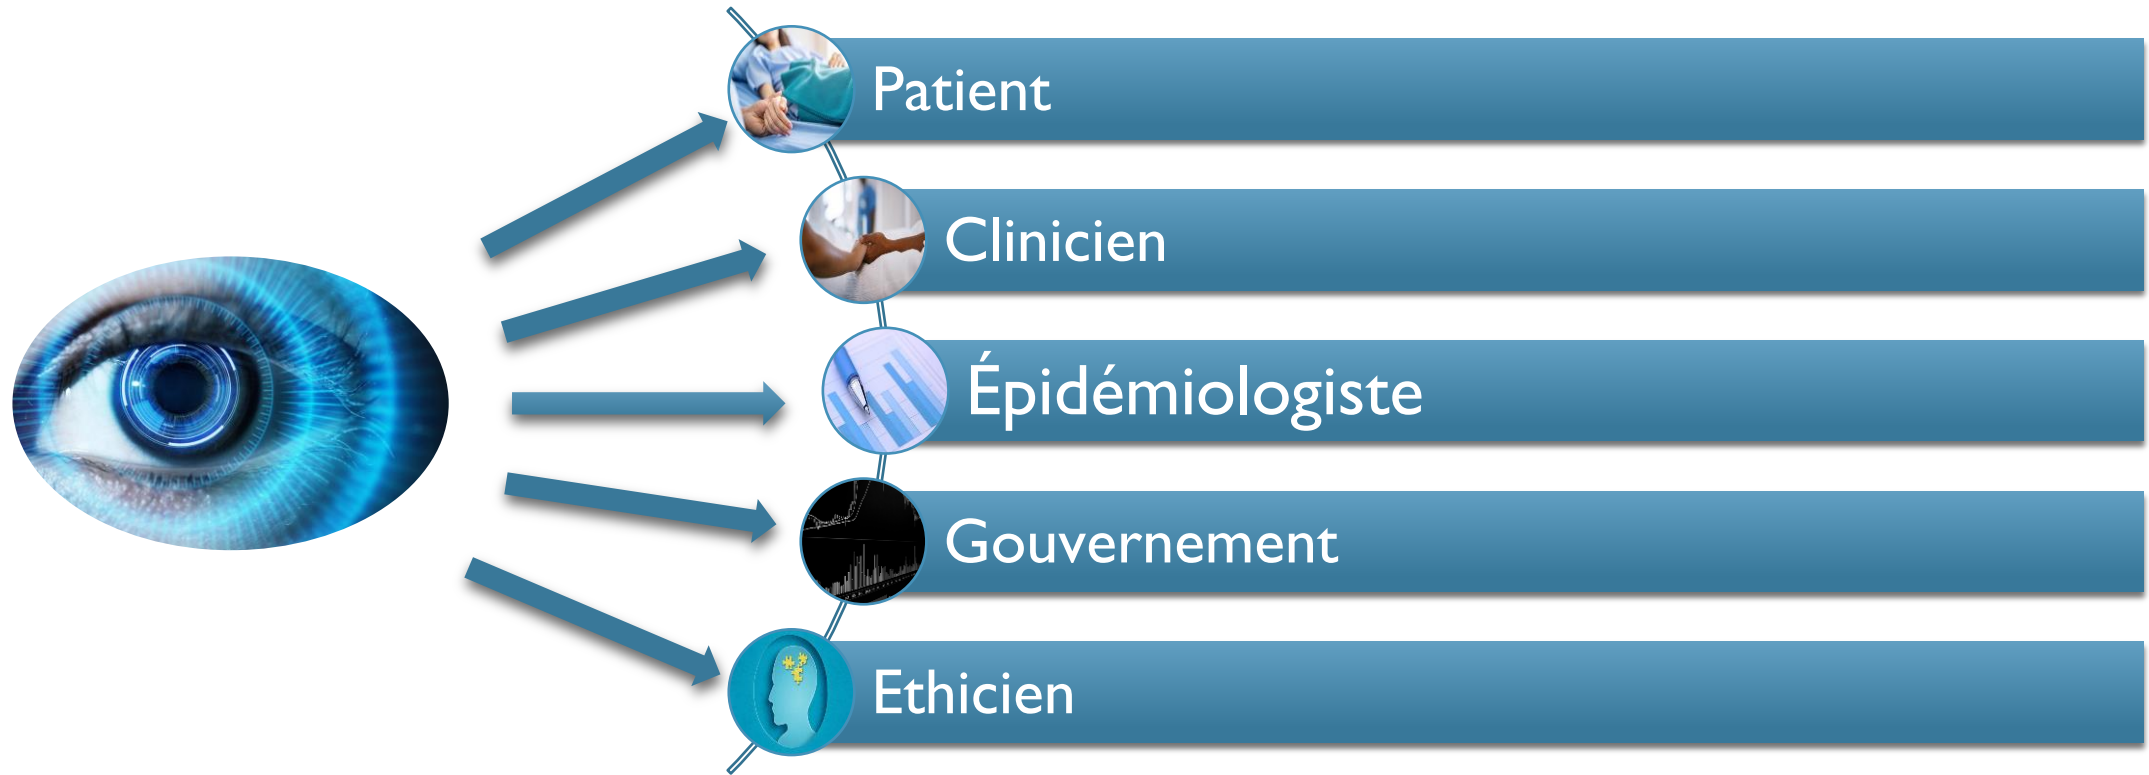 Patient
Clinicien
Épidémiologiste
Gouvernement
Ethicien